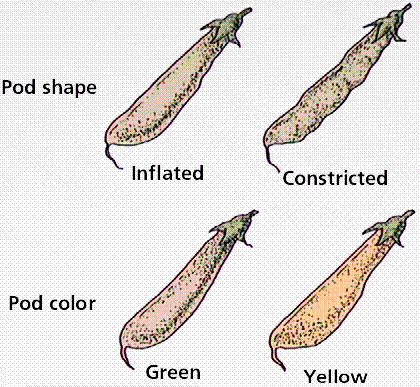 Pod shape
Inflated
Constricted
Pod color
Green
Yellow